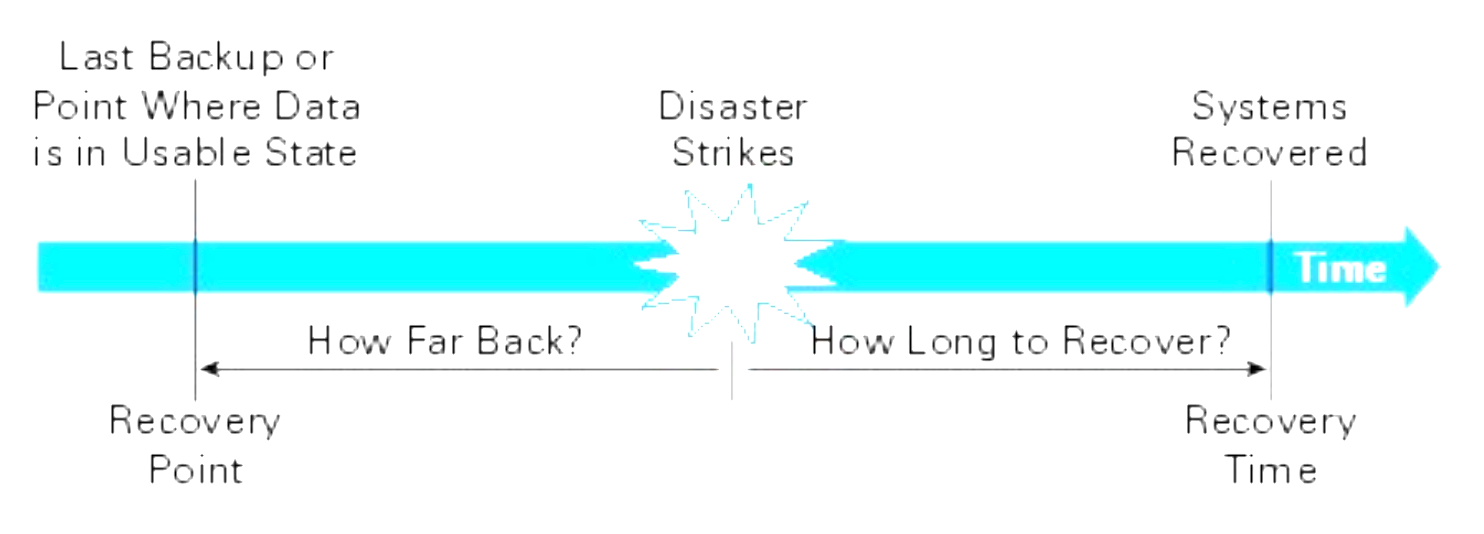 Last Backup or
Point Where Data
is in Usable State
Disaster
Strikes
Systems
Recovered
Time
How Far Back?
How Long to Recover?
Recovery
Point
Recovery
Time